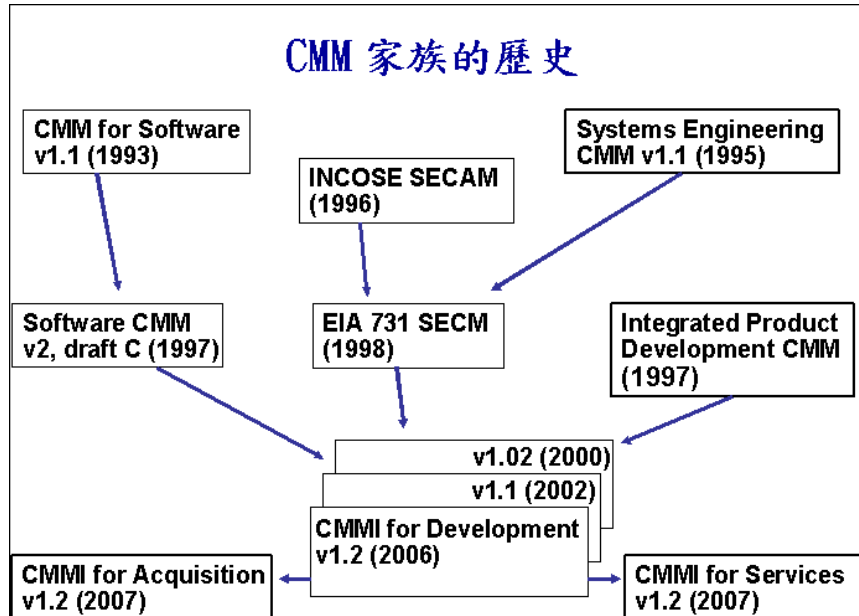 CMM 家族的歷史
CMM for Software
v1.1 (1993)
Systems Engineering
CMM v1.1 (1995)
INCOSE SECAM
(1996)
Software CMM
v2, draft C (1997)
EIA 731 SECM
(1998)
Integrated Product
Development CMM
(1997)
v1.02 (2000)
v1.1 (2002)
CMMI for Development
v1.2 (2006)
CMMI for Acquisition
v1.2 (2007)
CMMI for Services
v1.2 (2007)